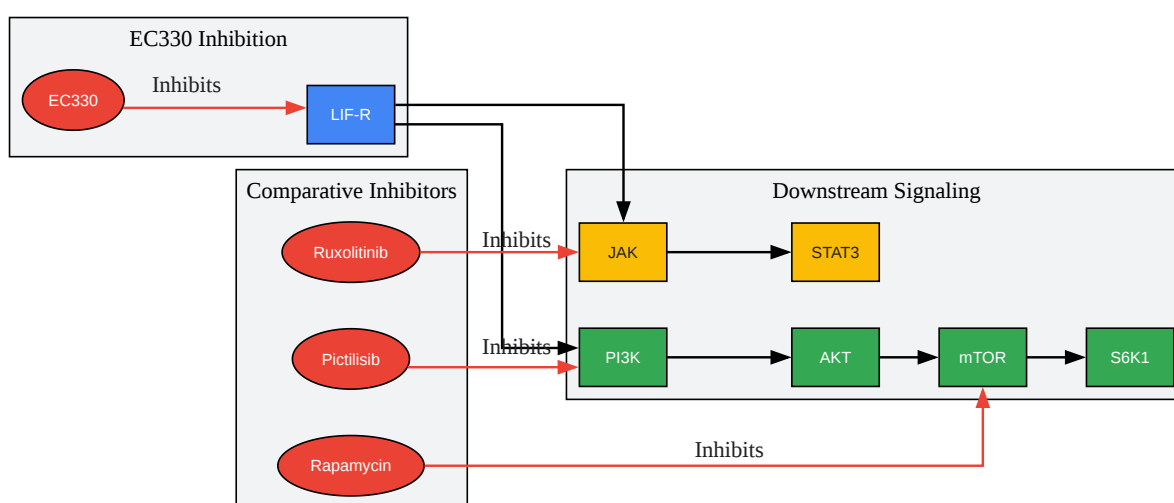 EC330 Inhibition
Inhibits
EC330
LIF-R
Comparative Inhibitors
Downstream Signaling
Inhibits
Ruxolitinib
JAK
STAT3
Inhibits
Pictilisib
PI3K
AKT
mTOR
S6K1
Inhibits
Rapamycin